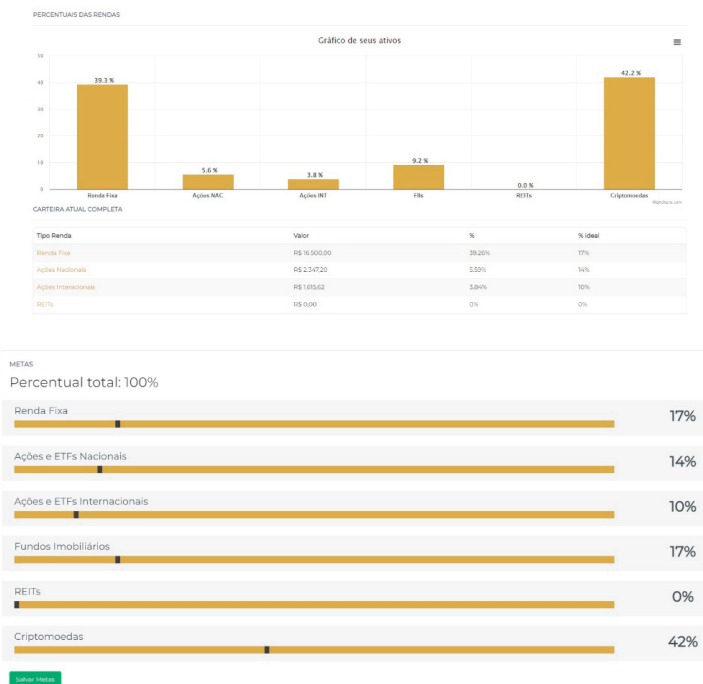 PERCENTUAIS DAS RENDAS
Gráfico de seus ativos
50
40
30
20
10
0
39.3 %
5.6 %
3.8 %
9.2 %
0.0 %
42.2 %
Renda Fixa Ações NAC Ações INT FIIs REITs Criptomoedas
Highcharts.com
CARTEIRA ATUAL COMPLETA
Tipo Renda Valor % % Ideal
Renda Fixa R$ 16.500,00 39.26% 17%
Ações Nacionais R$ 2.347,20 5.59% 14%
Ações Internacionais R$ 1.615,62 3.84% 10%
REITs R$ 0,00 0% 0%
METAS
Percentual total: 100%
Renda Fixa 17%
Ações e ETFs Nacionais 14%
Ações e ETFs Internacionais 10%
Fundos Imobiliários 17%
REITs 0%
Criptomoedas 42%
Salvar Metas